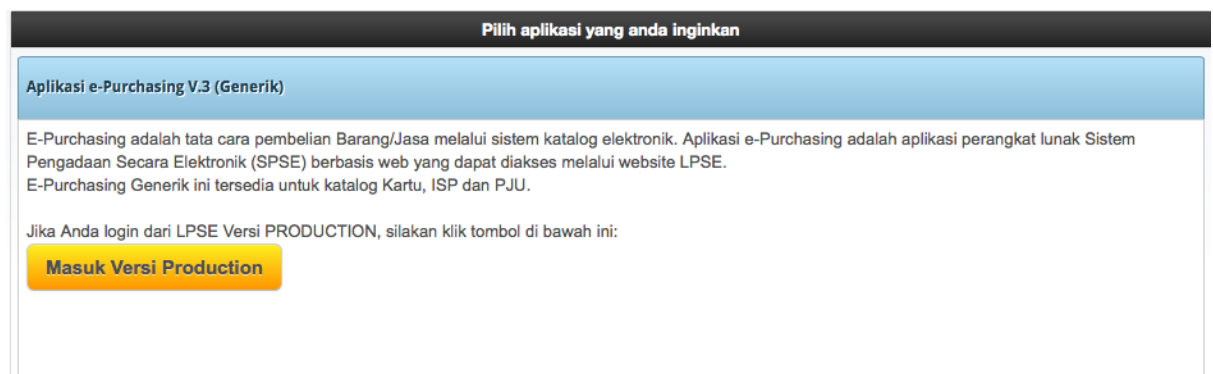 Pilih aplikasi yang anda inginkan
Aplikasi e-Purchasing V.3 (Generik)
E-Purchasing adalah tata cara pembelian Barang/Jasa melalui sistem katalog elektronik. Aplikasi e-Purchasing adalah aplikasi perangkat lunak Sistem
Pengadaan Secara Elektronik (SPSE) berbasis web yang dapat diakses melalui website LPSE.
E-Purchasing Generik ini tersedia untuk katalog Kartu, ISP dan PJU.
Jika Anda login dari LPSE Versi PRODUCTION, silakan klik tombol di bawah ini:
Masuk Versi Production